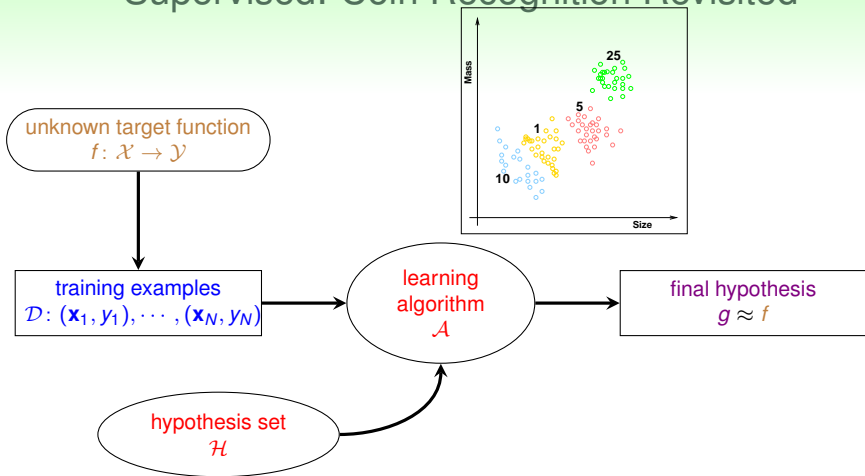 Supervised: Coin Recognition Revisited
25
Mass
5
1
10
Size
unknown target function
f: 𝒳 → 𝒴
training examples
𝒟: (x₁, y₁), ⋯ , (x_N, y_N)
learning
algorithm
𝒜
final hypothesis
g ≈ f
hypothesis set
ℋ